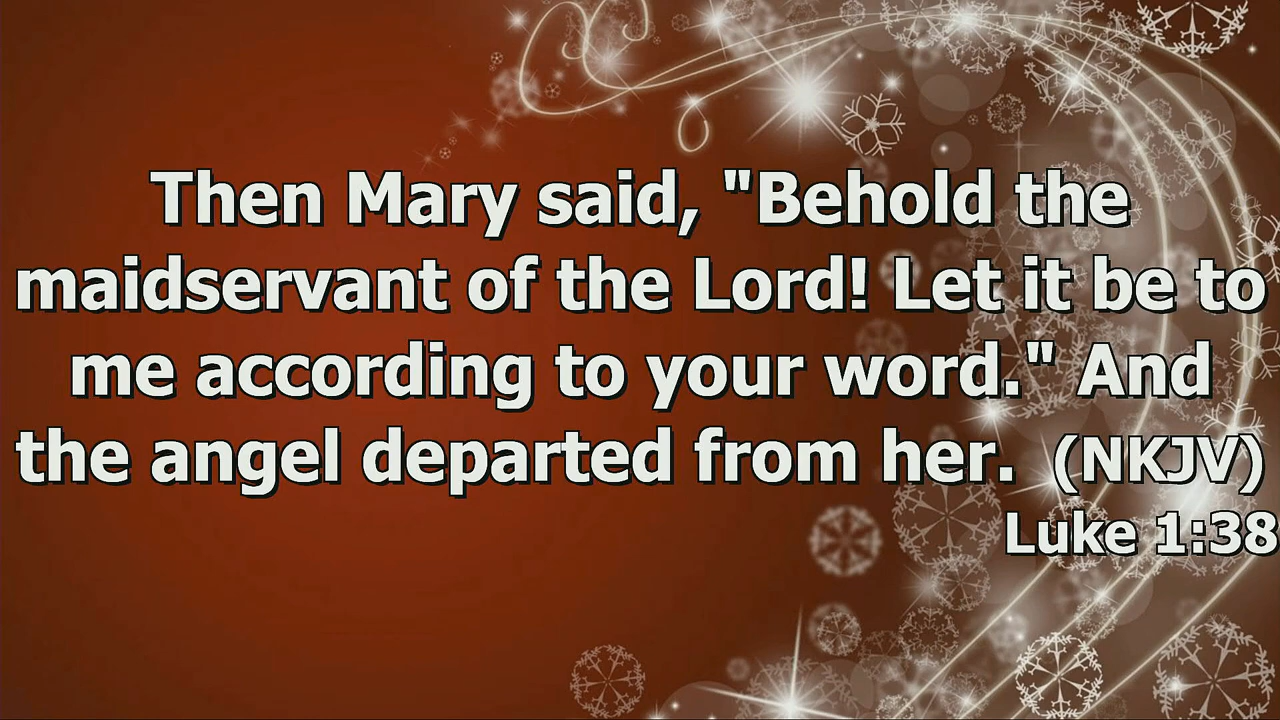 Then Mary said, "Behold the
maidservant of the Lord! Let it be to
me according to your word." And
the angel departed from her. (NKJV)
Luke 1:38